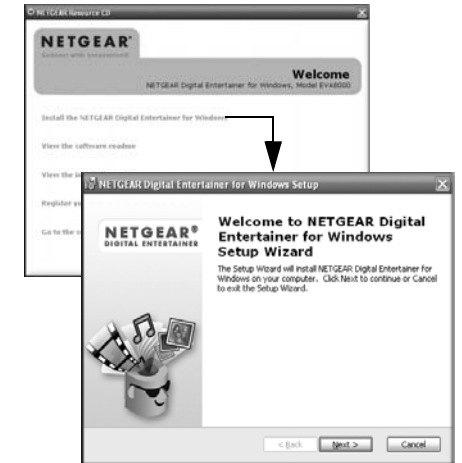 NETGEAR Resource CD
NETGEAR®
Connect with Innovation™
Welcome
NETGEAR Digital Entertainer for Windows, Model EVA8000
Install the NETGEAR Digital Entertainer for Windows
View the software readme
View the
Register
Go to the
NETGEAR Digital Entertainer for Windows Setup
NETGEAR®
DIGITAL ENTERTAINER
Welcome to NETGEAR Digital
Entertainer for Windows
Setup Wizard
The Setup Wizard will install NETGEAR Digital Entertainer for
Windows on your computer. Click Next to continue or Cancel
to exit the Setup Wizard.
< Back
Next >
Cancel